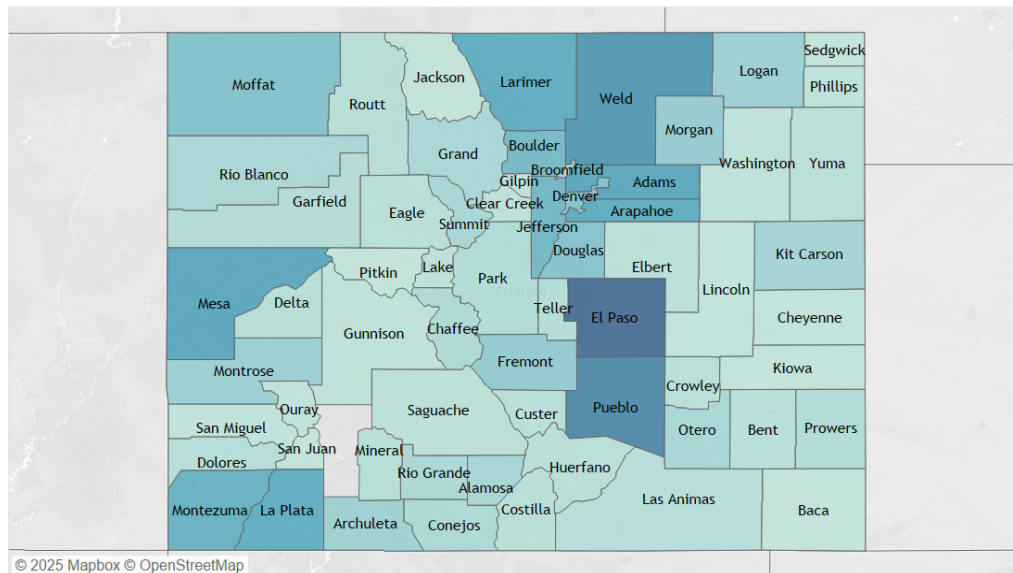 Sedgwick
Moffat
Jackson
Larimer
Logan
Phillips
Routt
Weld
Morgan
Boulder
Grand
Washington
Yuma
Rio Blanco
Broomfield
Gilpin
Adams
Denver
Garfield
Clear Creek
Eagle
Arapahoe
Summit
Jefferson
Douglas
Kit Carson
Elbert
Lake
Pitkin
Park
Lincoln
Colorado
Mesa
Delta
Teller
El Paso
Cheyenne
Gunnison
Chaffee
Fremont
Kiowa
Montrose
Crowley
Ouray
Saguache
Custer
Pueblo
San Miguel
Otero
Bent
Prowers
San Juan
Mineral
Dolores
Huerfano
Rio Grande
Alamosa
Las Animas
Montezuma
La Plata
Costilla
Baca
Archuleta
Conejos
© 2025 Mapbox © OpenStreetMap